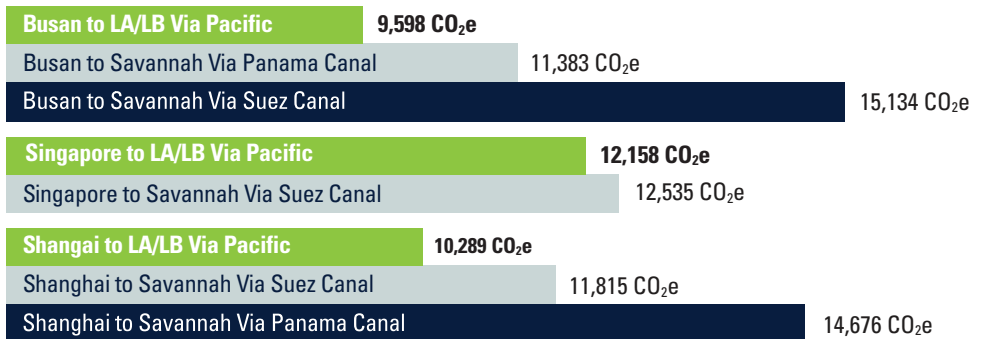 Busan to LA/LB Via Pacific 9,598 CO₂e
Busan to Savannah Via Panama Canal 11,383 CO₂e
Busan to Savannah Via Suez Canal 15,134 CO₂e
Singapore to LA/LB Via Pacific 12,158 CO₂e
Singapore to Savannah Via Suez Canal 12,535 CO₂e
Shangai to LA/LB Via Pacific 10,289 CO₂e
Shanghai to Savannah Via Suez Canal 11,815 CO₂e
Shanghai to Savannah Via Panama Canal 14,676 CO₂e